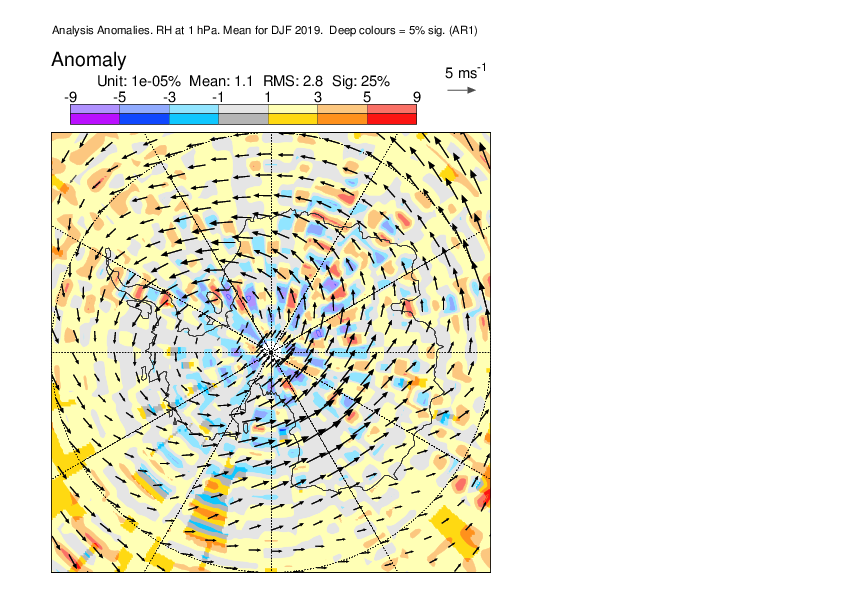 Analysis Anomalies. RH at 1 hPa. Mean for DJF 2019. Deep colours = 5% sig. (AR1)
Anomaly
5 ms-1
Unit: 1e-05% Mean: 1.1 RMS: 2.8 Sig: 25%
-9 -5 -3 -1 1 3 5 9